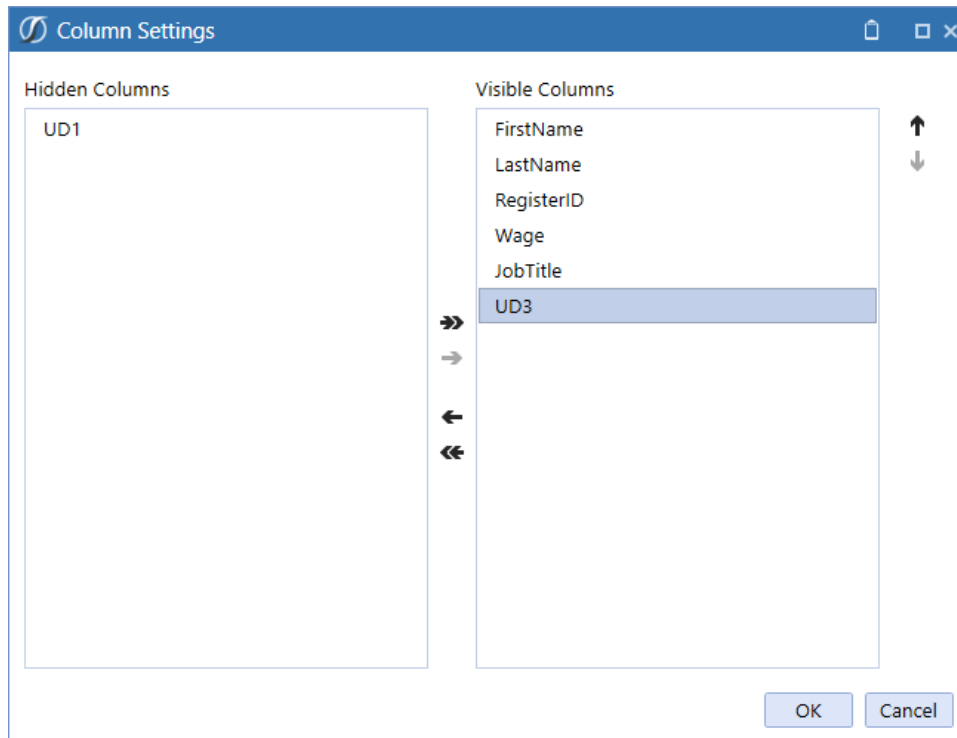 Column Settings
Hidden Columns
UD1
Visible Columns
FirstName
LastName
RegisterID
Wage
JobTitle
UD3
OK
Cancel